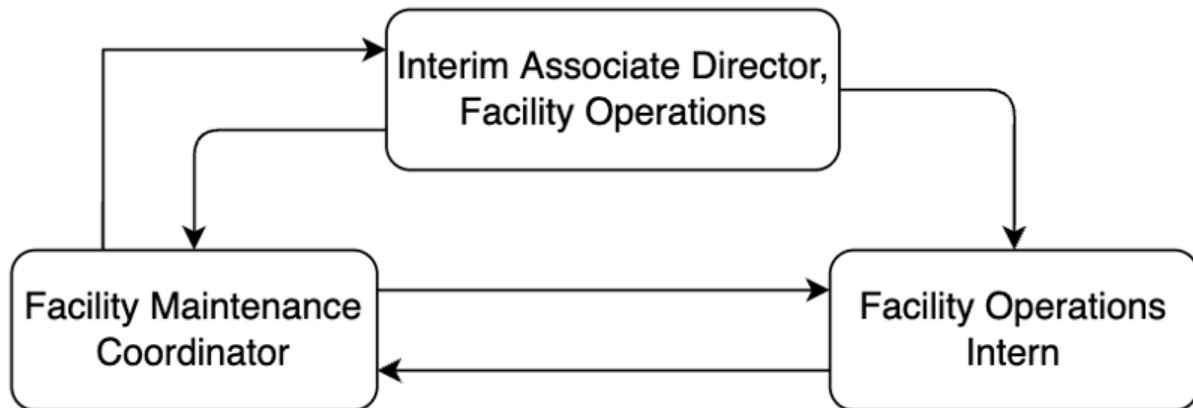 Interim Associate Director,
Facility Operations
Facility Maintenance
Coordinator
Facility Operations
Intern